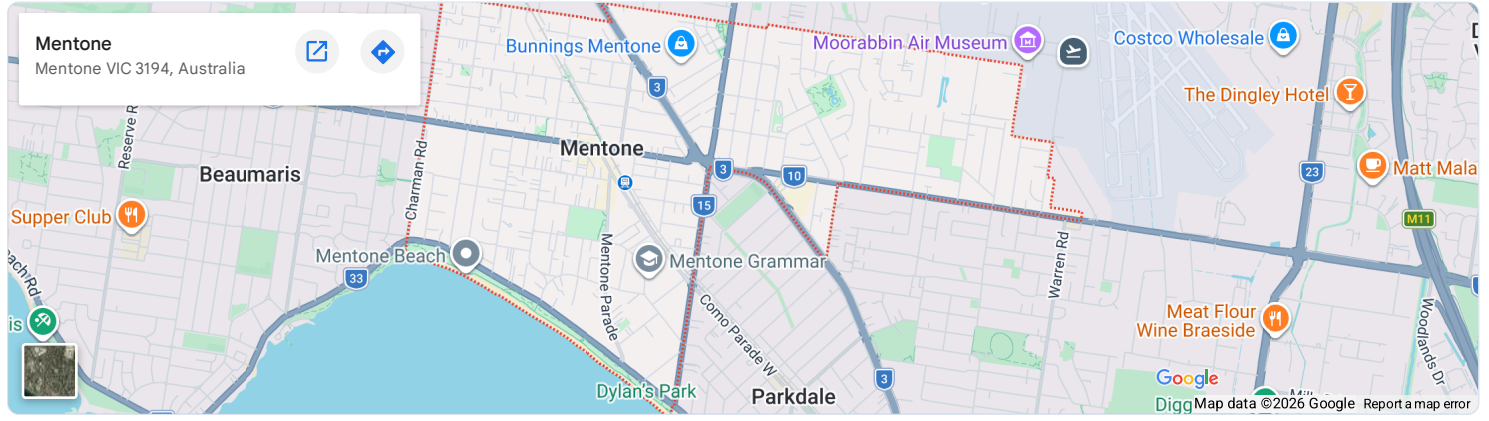 Mentone
Mentone VIC 3194, Australia
Bunnings Mentone
Moorabbin Air Museum
Costco Wholesale
The Dingley Hotel
3
Reserve R
Charman Rd
Mentone
Beaumaris
3
10
23
Matt Mala
15
M11
Supper Club
Mentone Beach
33
Mentone Parade
Mentone Grammar
Warren Rd
each Rd
is
Como Parade W
Meat Flour
Wine Braeside
Woodlands Dr
3
Google
Dylan's Park
Parkdale
Digg
Map data ©2026 Google
Report a map error